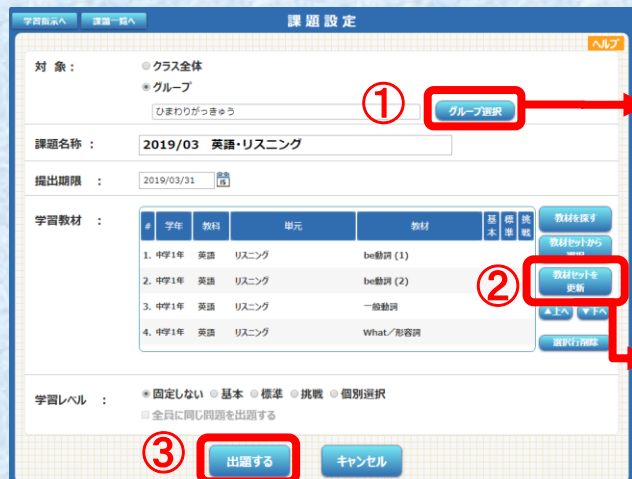 学習指示へ 課題一覧へ 課題設定
ヘルプ
対 象： クラス全体
グループ
ひまわりがっきゅう ① グループ選択
課題名称 ： 2019/03 英語・リスニング
提出期限 ： 2019/03/31
学習教材 ：
# 学年 教科 単元 教材 基本 標準 挑戦
1. 中学1年 英語 リスニング be動詞 (1)
2. 中学1年 英語 リスニング be動詞 (2)
3. 中学1年 英語 リスニング 一般動詞
4. 中学1年 英語 リスニング What／形容詞
教材を探す
教材セットから
② 教材セットを
更新
▲上へ ▼下へ
選択行削除
学習レベル ： 固定しない 基本 標準 挑戦 個別選択
全員に同じ問題を出題する
③ 出題する キャンセル